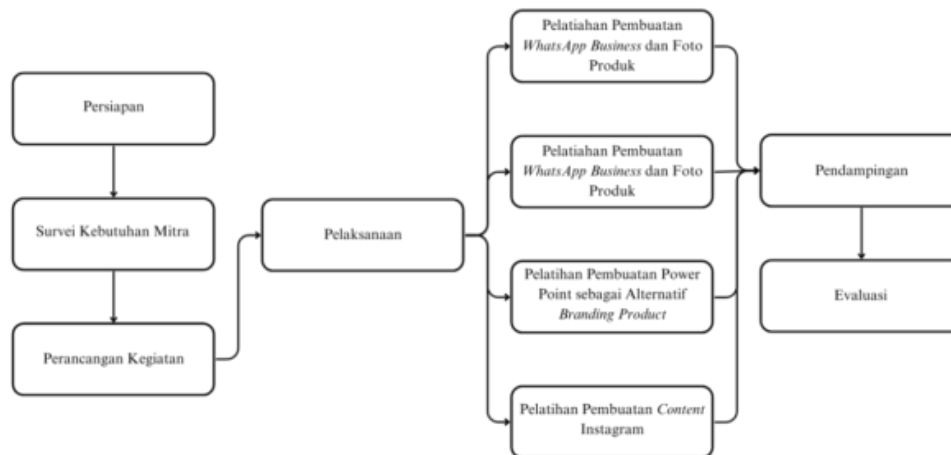 Persiapan
Survei Kebutuhan Mitra
Perancangan Kegiatan
Pelaksanaan
Pelatiahan Pembuatan
WhatsApp Business dan Foto
Produk
Pelatiahan Pembuatan
WhatsApp Business dan Foto
Produk
Pelatihan Pembuatan Power
Point sebagai Alternatif
Branding Product
Pelatihan Pembuatan Content
Instagram
Pendampingan
Evaluasi